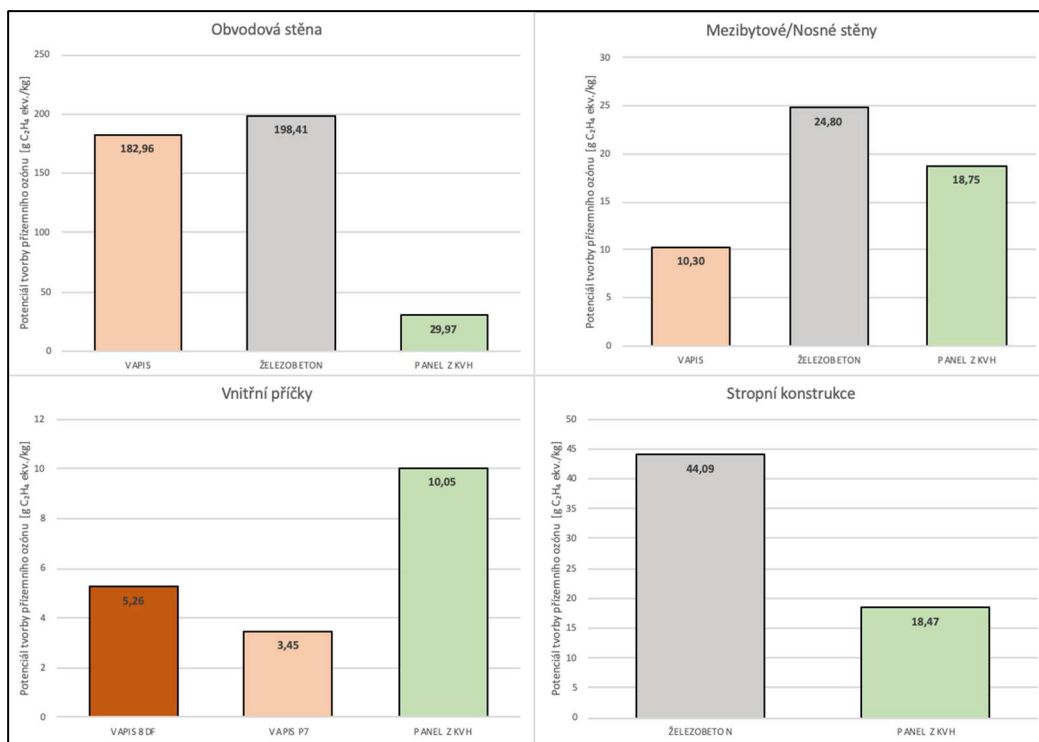 Obvodová stěna
Potenciál tvorby přízemního ozónu [g C₂H₄ ekv./kg]
250
200
150
100
50
0
182,96
198,41
29,97
VAPIS
ŽELEZOBETON
PANEL Z KVH
Mezibytové/Nosné stěny
Potenciál tvorby přízemního ozónu [g C₂H₄ ekv./kg]
30
25
20
15
10
5
0
10,30
24,80
18,75
VAPIS
ŽELEZOBETON
PANEL Z KVH
Vnitřní příčky
Potenciál tvorby přízemního ozónu [g C₂H₄ ekv./kg]
12
10
8
6
4
2
0
5,26
3,45
10,05
VAPIS 8DF
VAPIS P7
PANEL Z KVH
Stropní konstrukce
Potenciál tvorby přízemního ozónu [g C₂H₄ ekv./kg]
50
45
40
35
30
25
20
15
10
5
0
44,09
18,47
ŽELEZOBETON
PANEL Z KVH